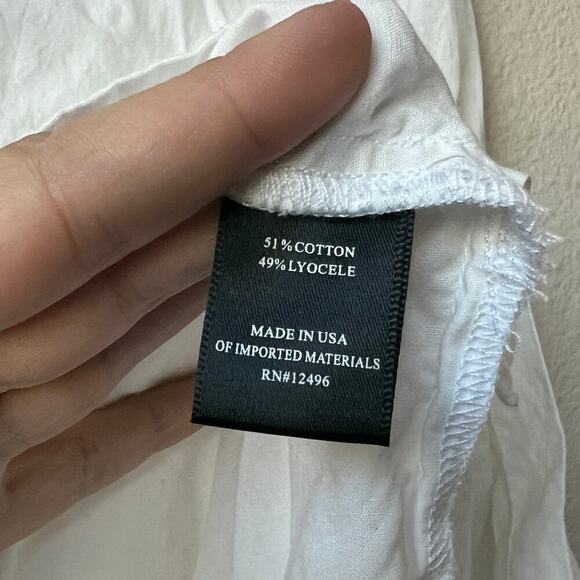 51%COTTON
49%LYOCELE
MADE IN USA
OF IMPORTED MATERIALS
RN#12496